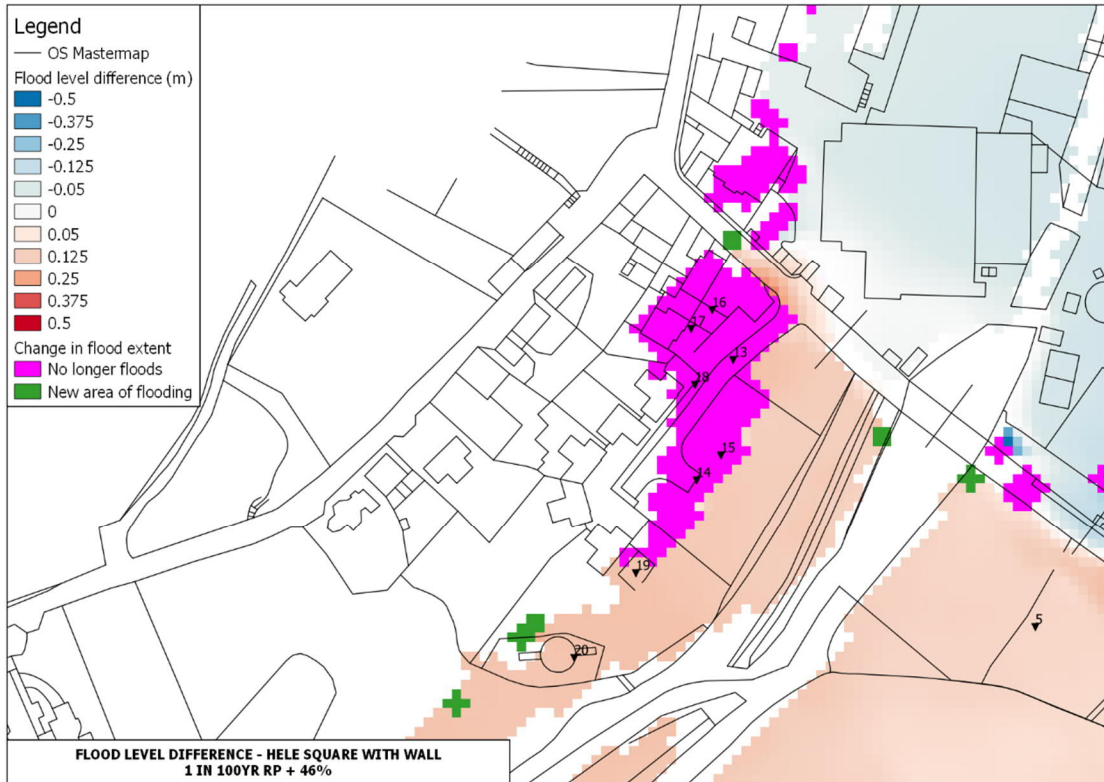 Legend
OS Mastermap
Flood level difference (m)
-0.5
-0.375
-0.25
-0.125
-0.05
0
0.05
0.125
0.25
0.375
0.5
Change in flood extent
No longer floods
New area of flooding
16
17
13
18
15
14
19
5
20
FLOOD LEVEL DIFFERENCE - HELE SQUARE WITH WALL
1 IN 100YR RP + 46%